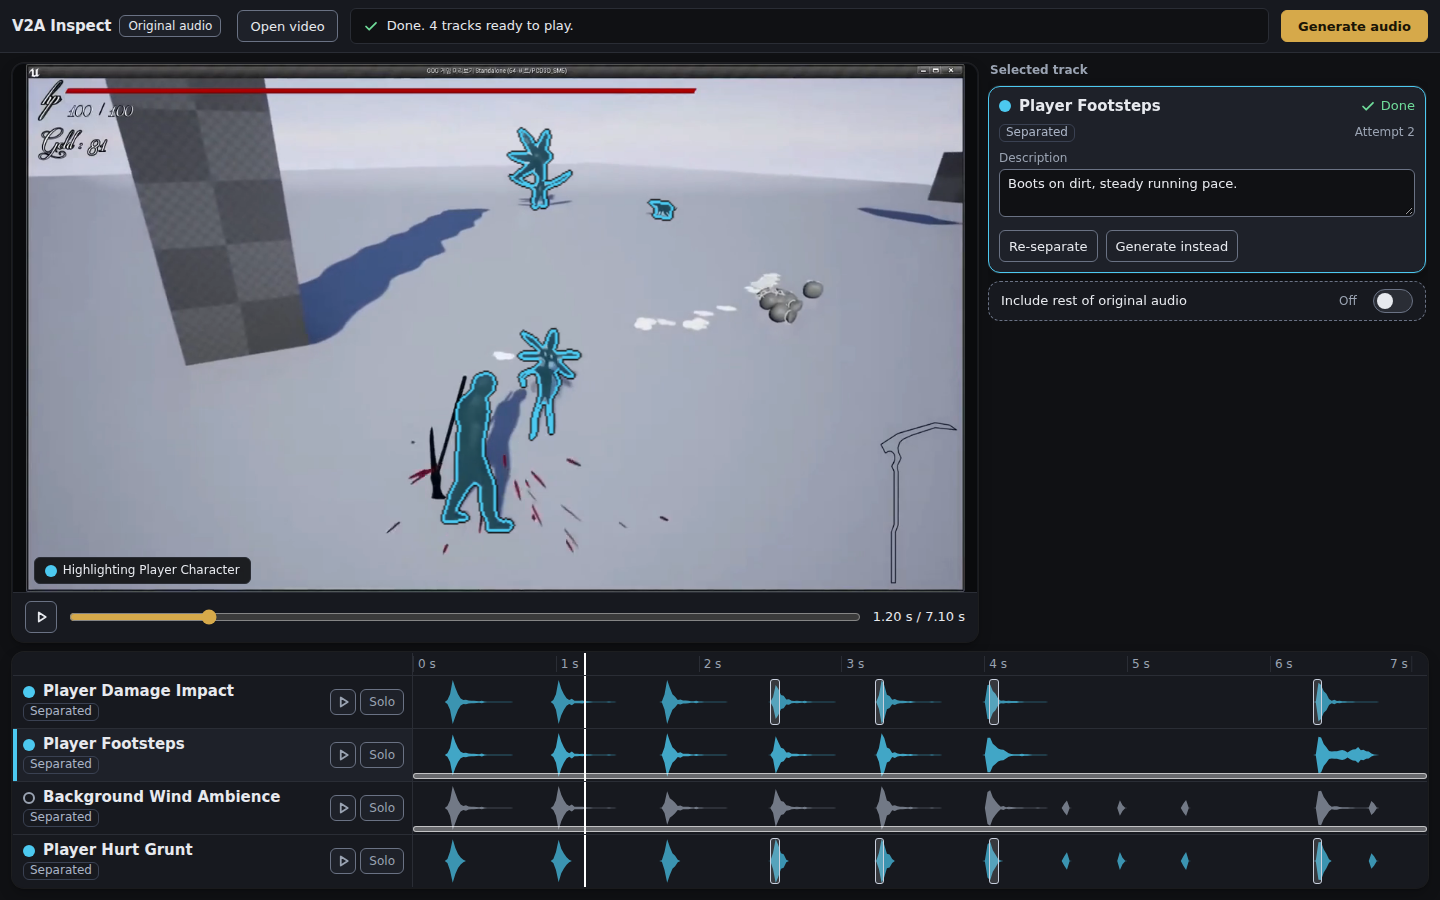 V2A Inspect
Original audio
Open video
Done. 4 tracks ready to play.
Generate audio
hp
100 / 100
Gold : 84
Highlighting Player Character
1.20 s / 7.10 s
Selected track
Player Footsteps
Done
Separated
Attempt 2
Description
Boots on dirt, steady running pace.
Re-separate
Generate instead
Include rest of original audio
Off
0 s
1 s
2 s
3 s
4 s
5 s
6 s
7 s
Player Damage Impact
Separated
Solo
Player Footsteps
Separated
Solo
Background Wind Ambience
Separated
Solo
Player Hurt Grunt
Separated
Solo